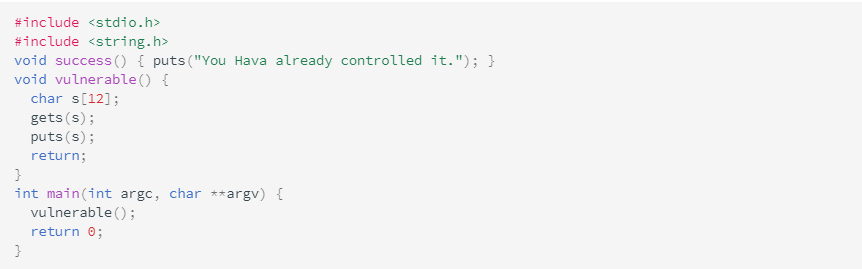 #include <stdio.h>
#include <string.h>
void success() { puts("You Hava already controlled it."); }
void vulnerable() {
  char s[12];
  gets(s);
  puts(s);
  return;
}
int main(int argc, char **argv) {
  vulnerable();
  return 0;
}